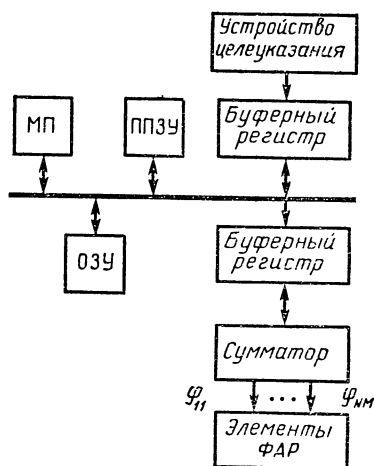 Устройство
целеуказания
Буферный
регистр
МП
ППЗУ
ОЗУ
Буферный
регистр
Сумматор
φ11 ... φNM
Элементы
ФАР